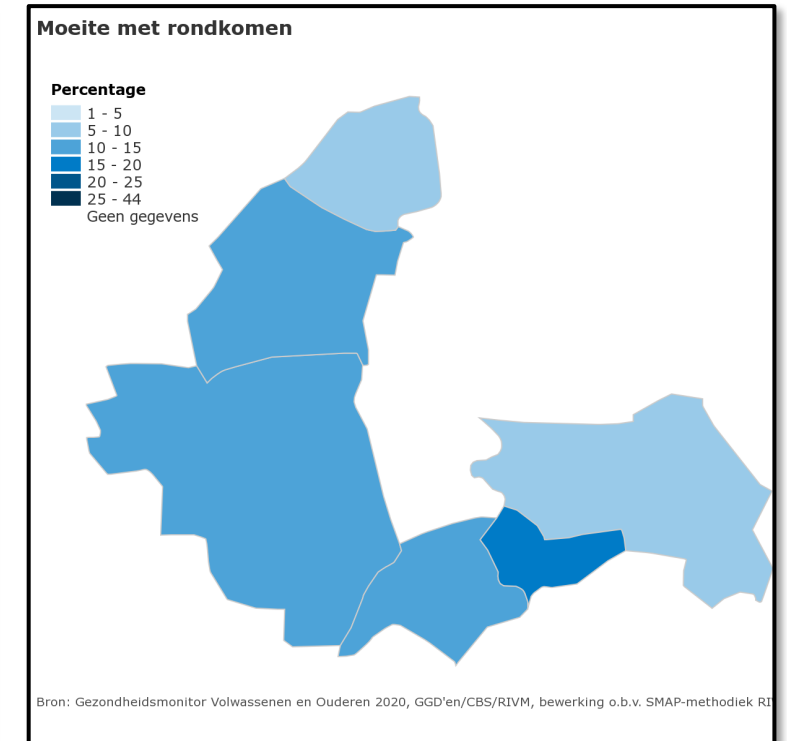 Moeite met rondkomen
Percentage
1 - 5
5 - 10
10 - 15
15 - 20
20 - 25
25 - 44
Geen gegevens
Bron: Gezondheidsmonitor Volwassenen en Ouderen 2020, GGD'en/CBS/RIVM, bewerking o.b.v. SMAP-methodiek